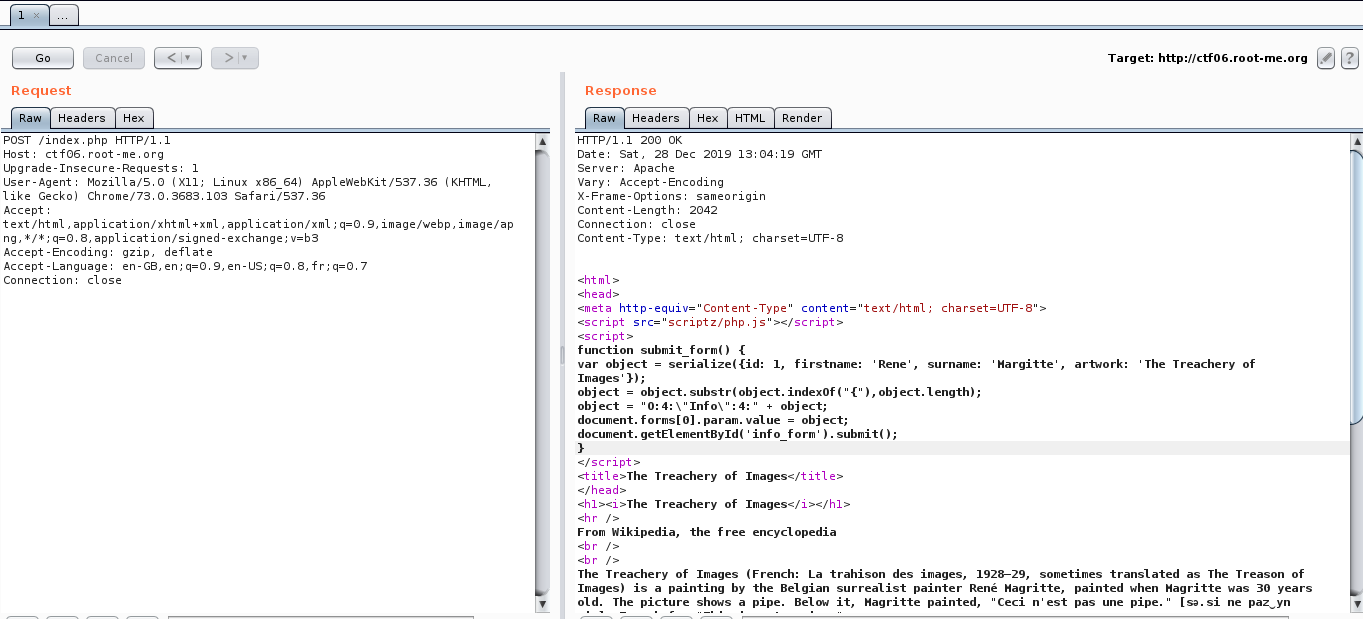 1 × ...
Go Cancel < ▾ > ▾ Target: http://ctf06.root-me.org ?
Request
Raw Headers Hex
POST /index.php HTTP/1.1
Host: ctf06.root-me.org
Upgrade-Insecure-Requests: 1
User-Agent: Mozilla/5.0 (X11; Linux x86_64) AppleWebKit/537.36 (KHTML,
like Gecko) Chrome/73.0.3683.103 Safari/537.36
Accept:
text/html,application/xhtml+xml,application/xml;q=0.9,image/webp,image/ap
ng,*/*;q=0.8,application/signed-exchange;v=b3
Accept-Encoding: gzip, deflate
Accept-Language: en-GB,en;q=0.9,en-US;q=0.8,fr;q=0.7
Connection: close
Response
Raw Headers Hex HTML Render
HTTP/1.1 200 OK
Date: Sat, 28 Dec 2019 13:04:19 GMT
Server: Apache
Vary: Accept-Encoding
X-Frame-Options: sameorigin
Content-Length: 2042
Connection: close
Content-Type: text/html; charset=UTF-8
<html>
<head>
<meta http-equiv="Content-Type" content="text/html; charset=UTF-8">
<script src="scriptz/php.js"></script>
<script>
function submit_form() {
var object = serialize({id: 1, firstname: 'Rene', surname: 'Margitte', artwork: 'The Treachery of
Images'});
object = object.substr(object.indexOf("{"),object.length);
object = "O:4:\"Info\":4:" + object;
document.forms[0].param.value = object;
document.getElementById('info_form').submit();
}
</script>
<title>The Treachery of Images</title>
</head>
<h1><i>The Treachery of Images</i></h1>
<hr />
From Wikipedia, the free encyclopedia
<br />
<br />
The Treachery of Images (French: La trahison des images, 1928–29, sometimes translated as The Treason of
Images) is a painting by the Belgian surrealist painter René Magritte, painted when Magritte was 30 years
old. The picture shows a pipe. Below it, Magritte painted, "Ceci n'est pas une pipe." [sə.si ne paz‿yn